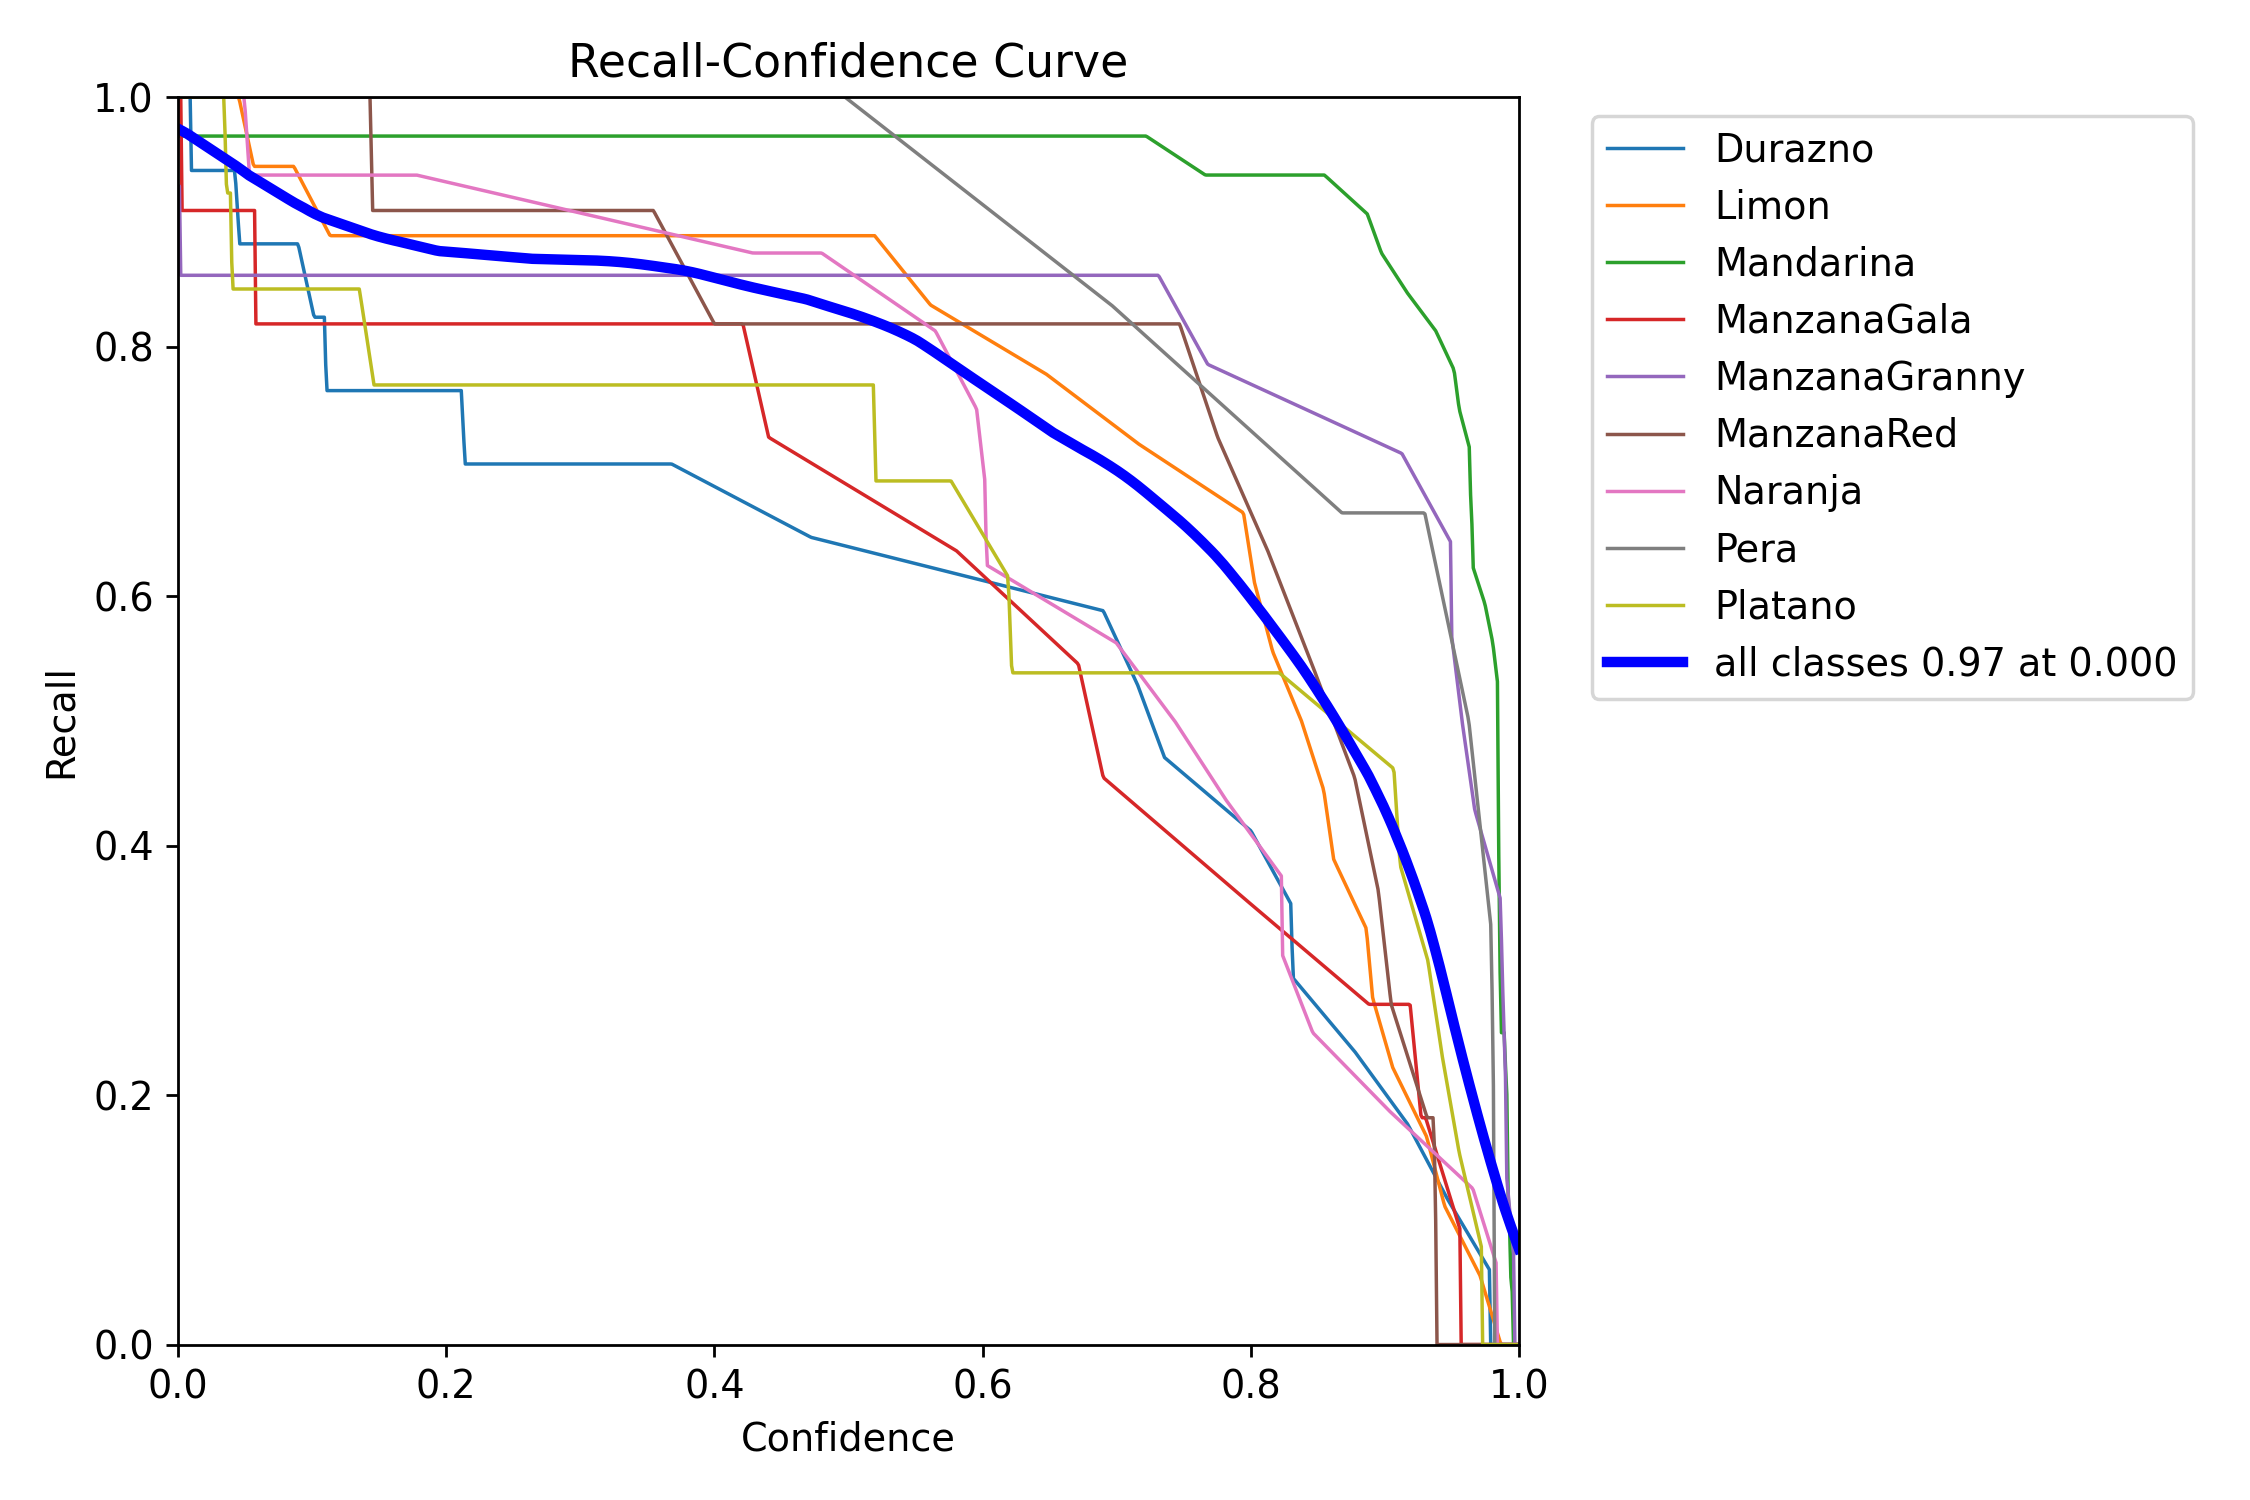 Recall-Confidence Curve
1.0
0.8
0.6
0.4
0.2
0.0
Recall
0.0 0.2 0.4 0.6 0.8 1.0
Confidence
Durazno
Limon
Mandarina
ManzanaGala
ManzanaGranny
ManzanaRed
Naranja
Pera
Platano
all classes 0.97 at 0.000